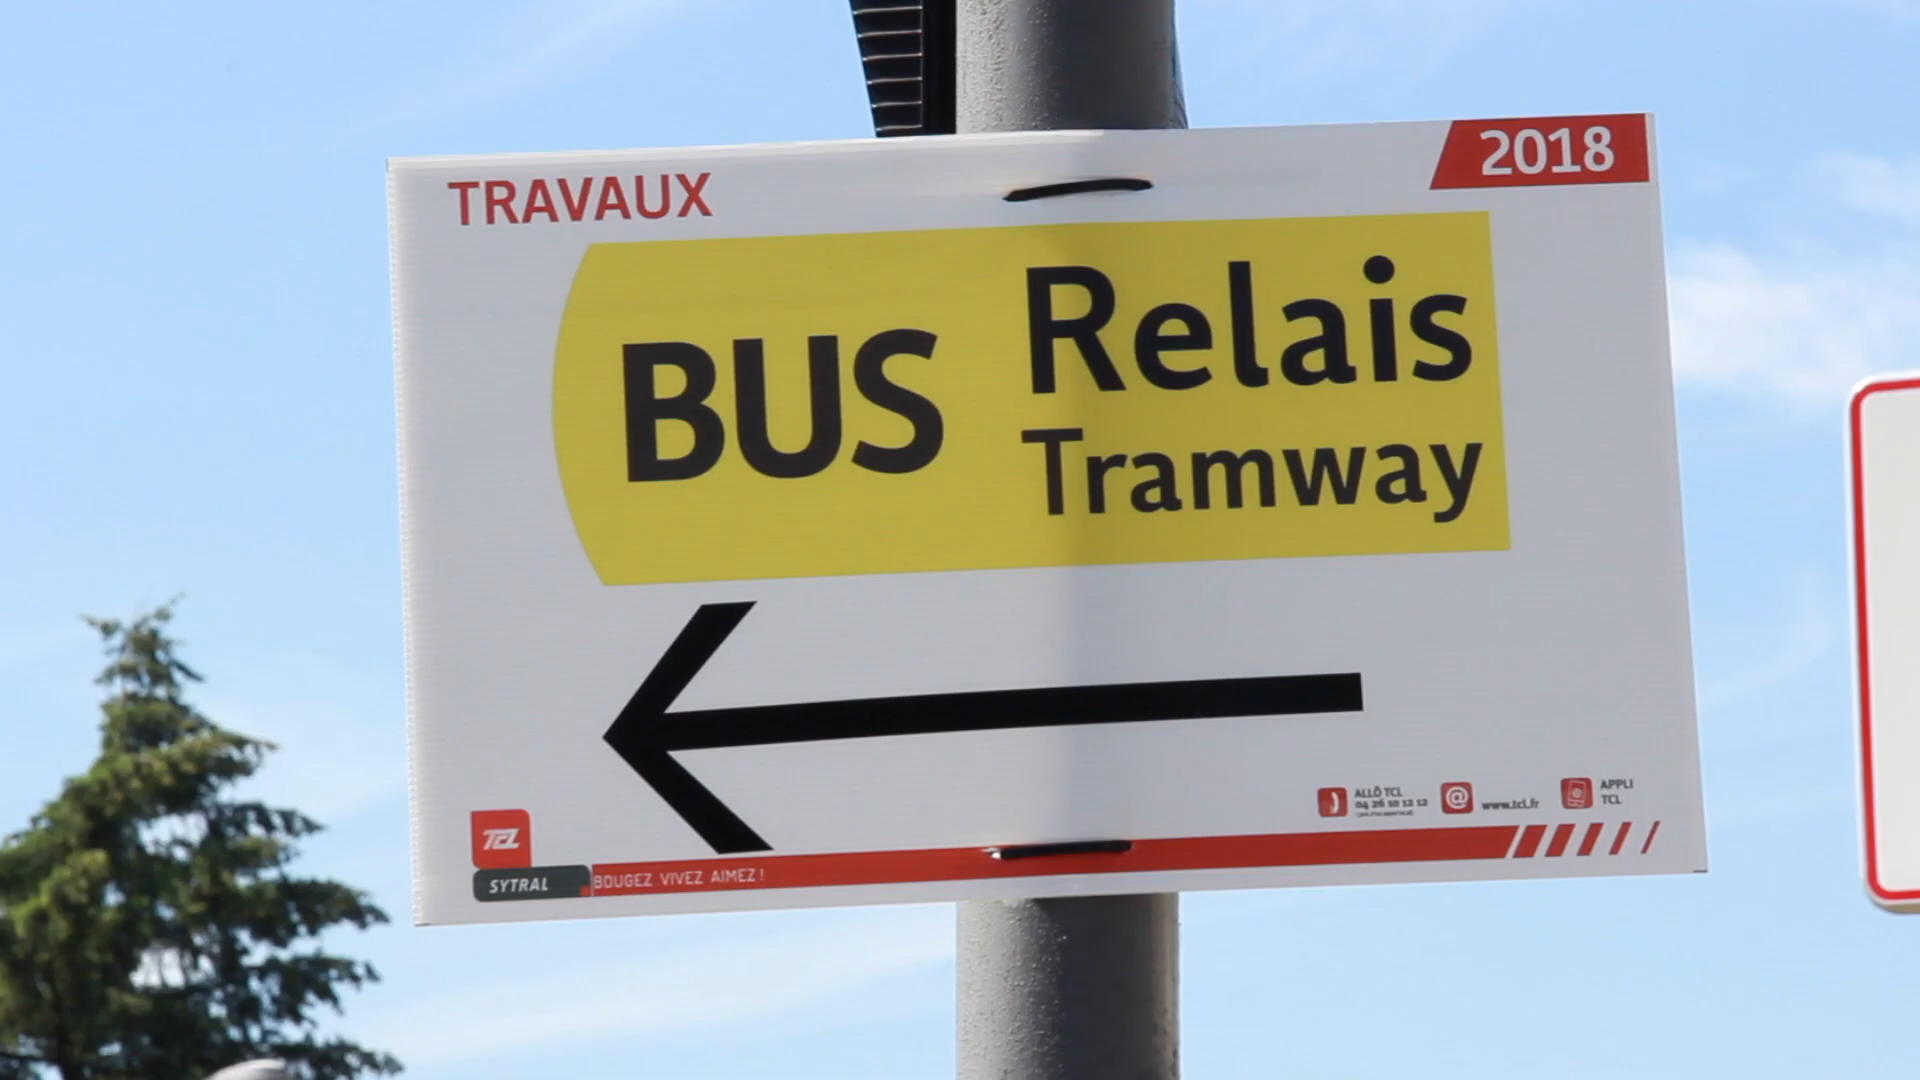 2018
TRAVAUX
BUS Relais
Tramway
ALLÔ TCL
04 26 10 12 12
www.tcl.fr
APPLI
TCL
TCL
SYTRAL
BOUGEZ VIVEZ AIMEZ !